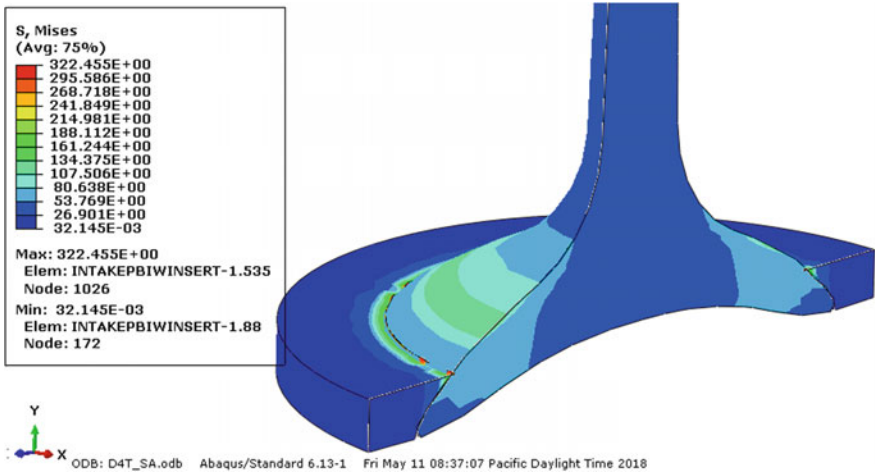 S, Mises
(Avg: 75%)
322.455E+00
295.586E+00
268.718E+00
241.849E+00
214.981E+00
188.112E+00
161.244E+00
134.375E+00
107.506E+00
80.638E+00
53.769E+00
26.901E+00
32.145E-03
Max: 322.455E+00
Elem: INTAKEPBIWINSERT-1.535
Node: 1026
Min: 32.145E-03
Elem: INTAKEPBIWINSERT-1.88
Node: 172
Y
X
ODB: D4T_SA.odb Abaqus/Standard 6.13-1 Fri May 11 08:37:07 Pacific Daylight Time 2018